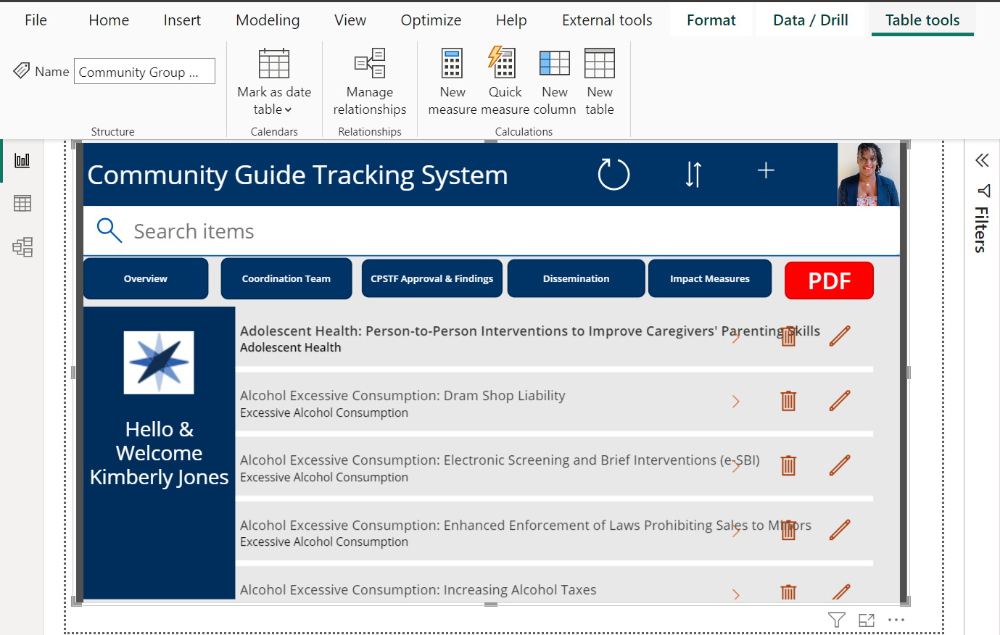 File Home Insert Modeling View Optimize Help External tools Format Data / Drill Table tools
Name Community Group ...
Mark as date table
Manage relationships
New measure
Quick measure
New column
New table
Structure Calendars Relationships Calculations
Community Guide Tracking System
Search items
Overview Coordination Team CPSTF Approval & Findings Dissemination Impact Measures PDF
Hello &
Welcome
Kimberly Jones
Adolescent Health: Person-to-Person Interventions to Improve Caregivers' Parenting Skills
Adolescent Health
Alcohol Excessive Consumption: Dram Shop Liability
Excessive Alcohol Consumption
Alcohol Excessive Consumption: Electronic Screening and Brief Interventions (e-SBI)
Excessive Alcohol Consumption
Alcohol Excessive Consumption: Enhanced Enforcement of Laws Prohibiting Sales to Minors
Excessive Alcohol Consumption
Alcohol Excessive Consumption: Increasing Alcohol Taxes
Filters